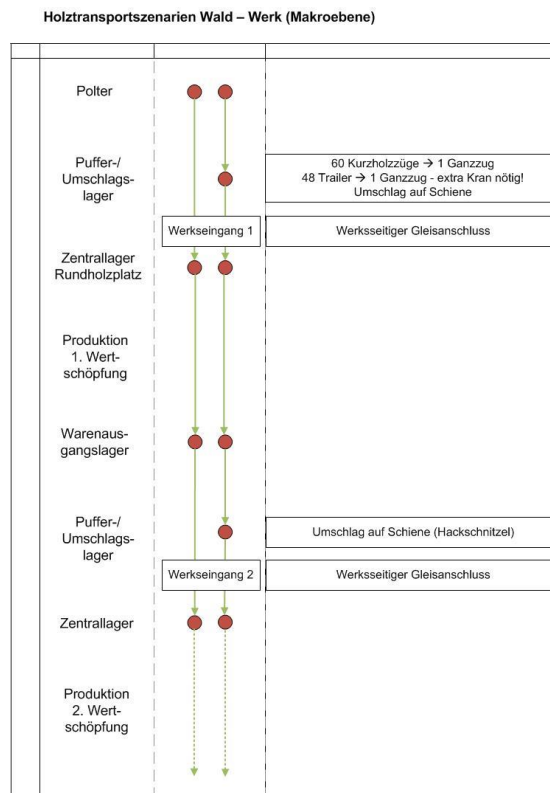 Holztransportszenarien Wald – Werk (Makroebene)
Polter
Puffer-/
Umschlags-
lager
60 Kurzholzzüge → 1 Ganzzug
48 Trailer → 1 Ganzzug - extra Kran nötig!
Umschlag auf Schiene
Werkseingang 1
Werksseitiger Gleisanschluss
Zentrallager
Rundholzplatz
Produktion
1. Wert-
schöpfung
Warenaus-
gangslager
Puffer-/
Umschlags-
lager
Umschlag auf Schiene (Hackschnitzel)
Werkseingang 2
Werksseitiger Gleisanschluss
Zentrallager
Produktion
2. Wert-
schöpfung